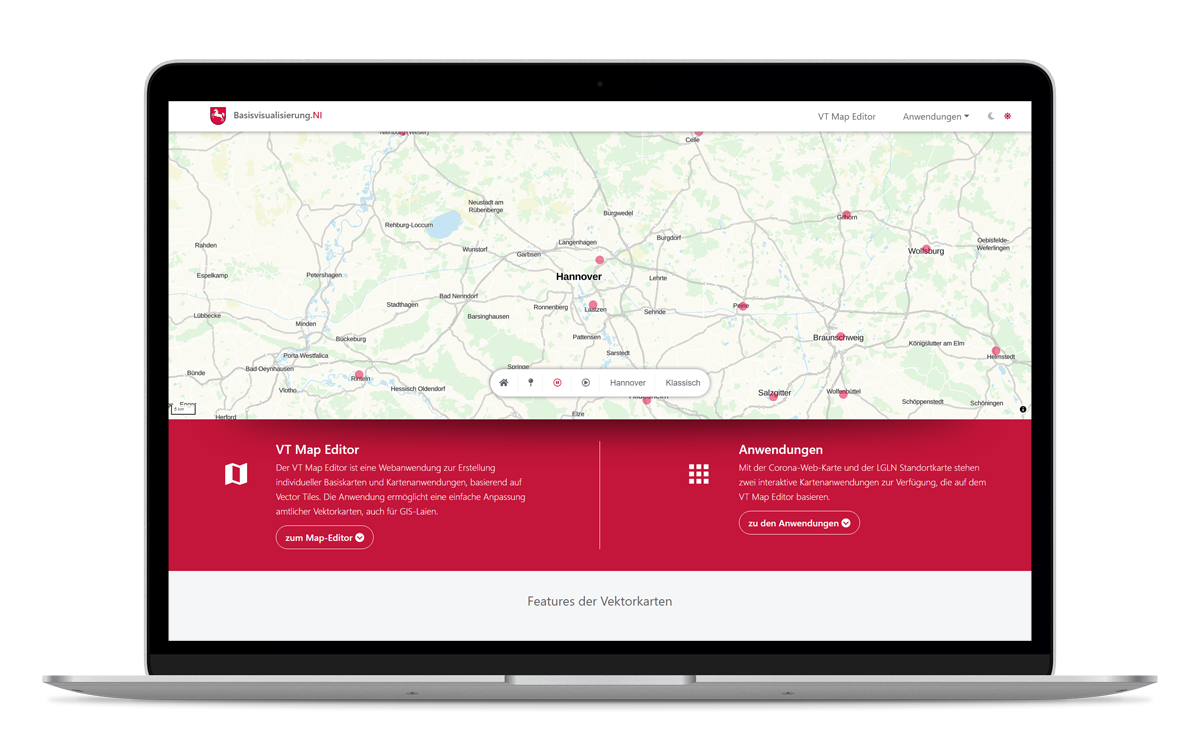 Basisvisualisierung.NI
VT Map Editor
Anwendungen
Nienburg (Weser)
Celle
Neustadt am
Rübenberge
Burgwedel
Gifhorn
Rehburg-Loccum
Langenhagen
Burgdorf
Oebisfelde-
Weferlingen
Rahden
Wunstorf
Garbsen
Wolfsburg
Espelkamp
Petershagen
Hannover
Lehrte
Bad Nenndorf
Stadthagen
Ronnenberg
Laatzen
Sehnde
Peine
Lübbecke
Barsinghausen
Minden
Bückeburg
Pattensen
Braunschweig
Königslutter am Elm
Porta Westfalica
Sarstedt
Helmstedt
Bünde
Bad Oeynhausen
Springe
Rinteln
Vlotho
Hessisch Oldendorf
Hannover
Klassisch
Salzgitter
Wolfenbüttel
Hildesheim
Schöppenstedt
Schöningen
5 km
Herford
Elze
VT Map Editor
Der VT Map Editor ist eine Webanwendung zur Erstellung
individueller Basiskarten und Kartenanwendungen, basierend auf
Vector Tiles. Die Anwendung ermöglicht eine einfache Anpassung
amtlicher Vektorkarten, auch für GIS-Laien.
zum Map-Editor
Anwendungen
Mit der Corona-Web-Karte und der LGLN Standortkarte stehen
zwei interaktive Kartenanwendungen zur Verfügung, die auf dem
VT Map Editor basieren.
zu den Anwendungen
Features der Vektorkarten